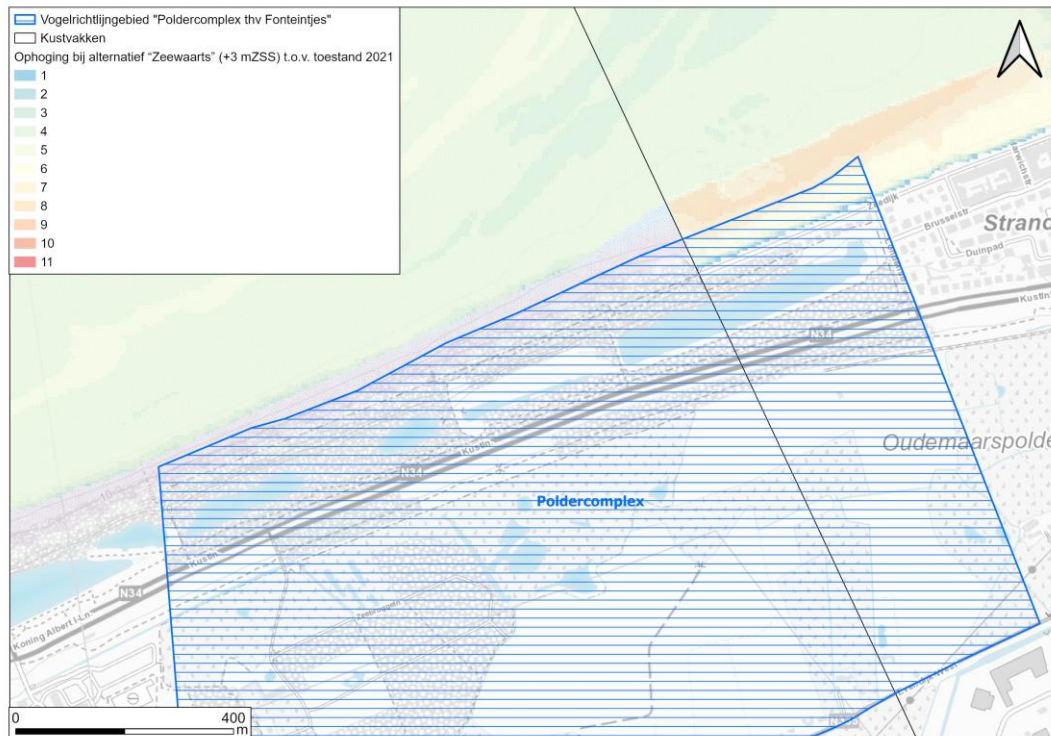 Vogelrichtlijngebied "Poldercomplex thv Fonteintjes"
Kustvakken
Ophoging bij alternatief “Zeewaarts” (+3 mZSS) t.o.v. toestand 2021
1
2
3
4
5
6
7
8
9
10
11
Zeedijk
Brusselstr
Strand
Duinpad
Kustln
N34
Oudemaarspolde
Kustln
N34
Poldercomplex
Kustln
N34
Koning Albert I-Ln
Zeebruggeln
0 400
m